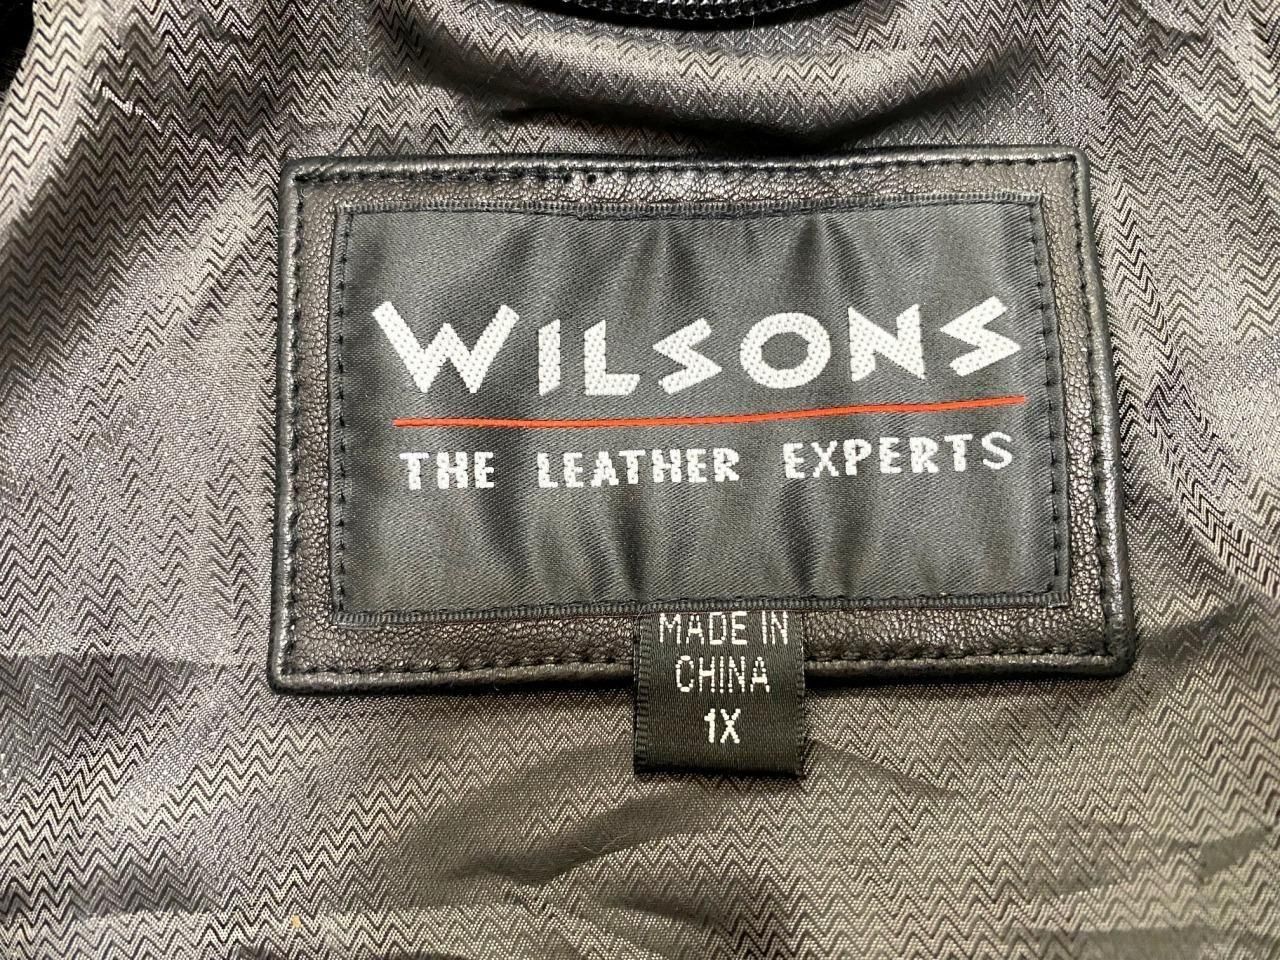 WILSONS
THE LEATHER EXPERTS
MADE IN
CHINA
1X